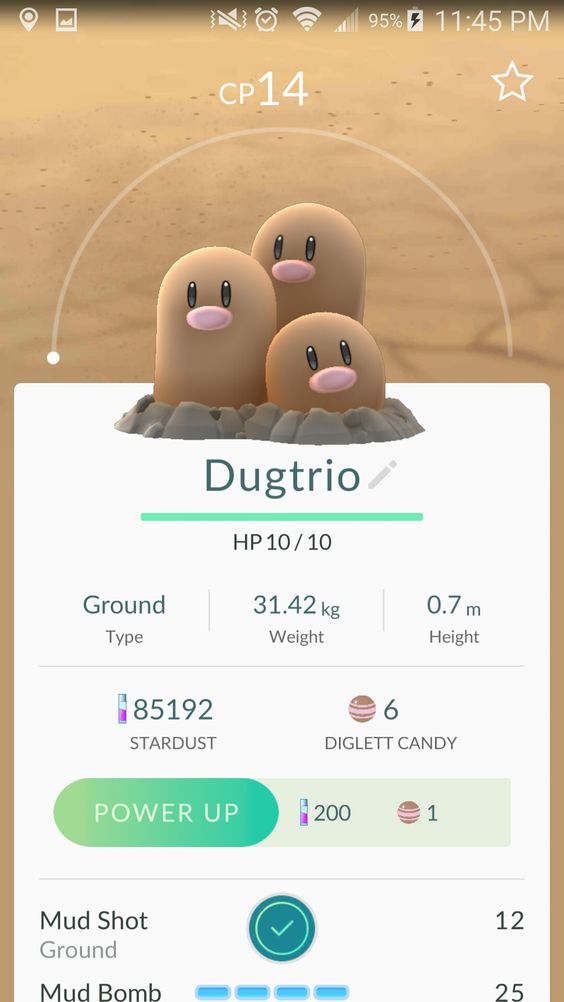 95% 11:45 PM
CP14
Dugtrio
HP 10 / 10
Ground 31.42 kg 0.7 m
Type Weight Height
85192 6
STARDUST DIGLETT CANDY
POWER UP 200 1
Mud Shot 12
Ground
Mud Bomb 25